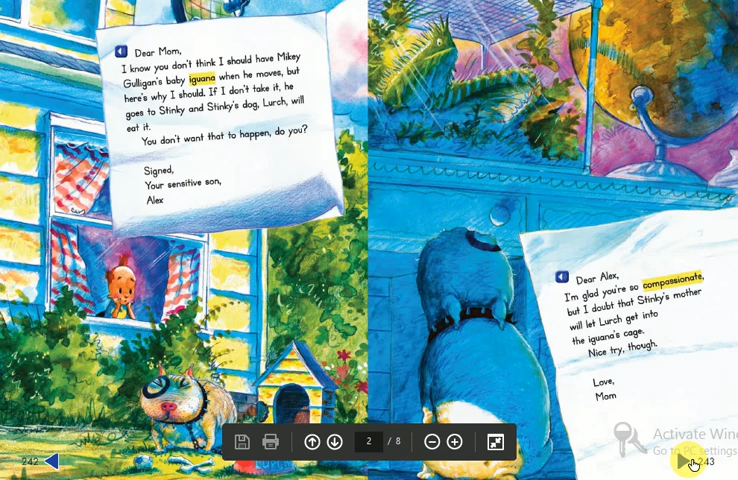 Dear Mom,
I know you don't think I should have Mikey
Gulligan's baby iguana when he moves, but
here's why I should. If I don't take it, he
goes to Stinky and Stinky's dog, Lurch, will
eat it.
You don't want that to happen, do you?
Signed,
Your sensitive son,
Alex
Dear Alex,
I'm glad you're so compassionate,
but I doubt that Stinky's mother
will let Lurch get into
the iguana's cage.
Nice try, though.
Love,
Mom
2 / 8
Activate Win
Go to PC settings
242
243